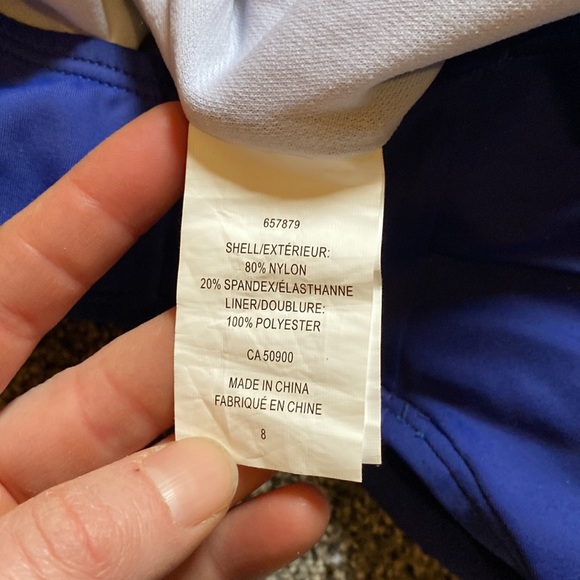 657879
SHELL/EXTÉRIEUR:
80% NYLON
20% SPANDEX/ÉLASTHANNE
LINER/DOUBLURE:
100% POLYESTER
CA 50900
MADE IN CHINA
FABRIQUÉ EN CHINE
8